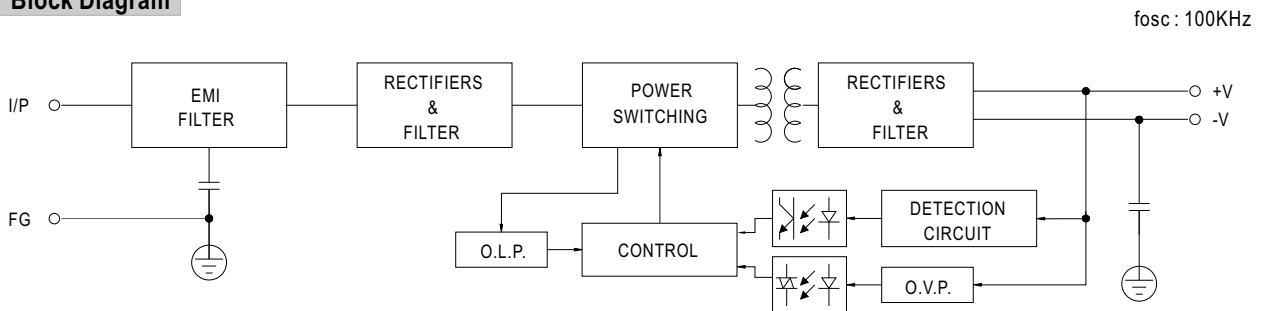 Block Diagram
fosc : 100KHz
I/P
EMI
FILTER
RECTIFIERS
&
FILTER
POWER
SWITCHING
RECTIFIERS
&
FILTER
+V
-V
FG
O.L.P.
CONTROL
DETECTION
CIRCUIT
O.V.P.